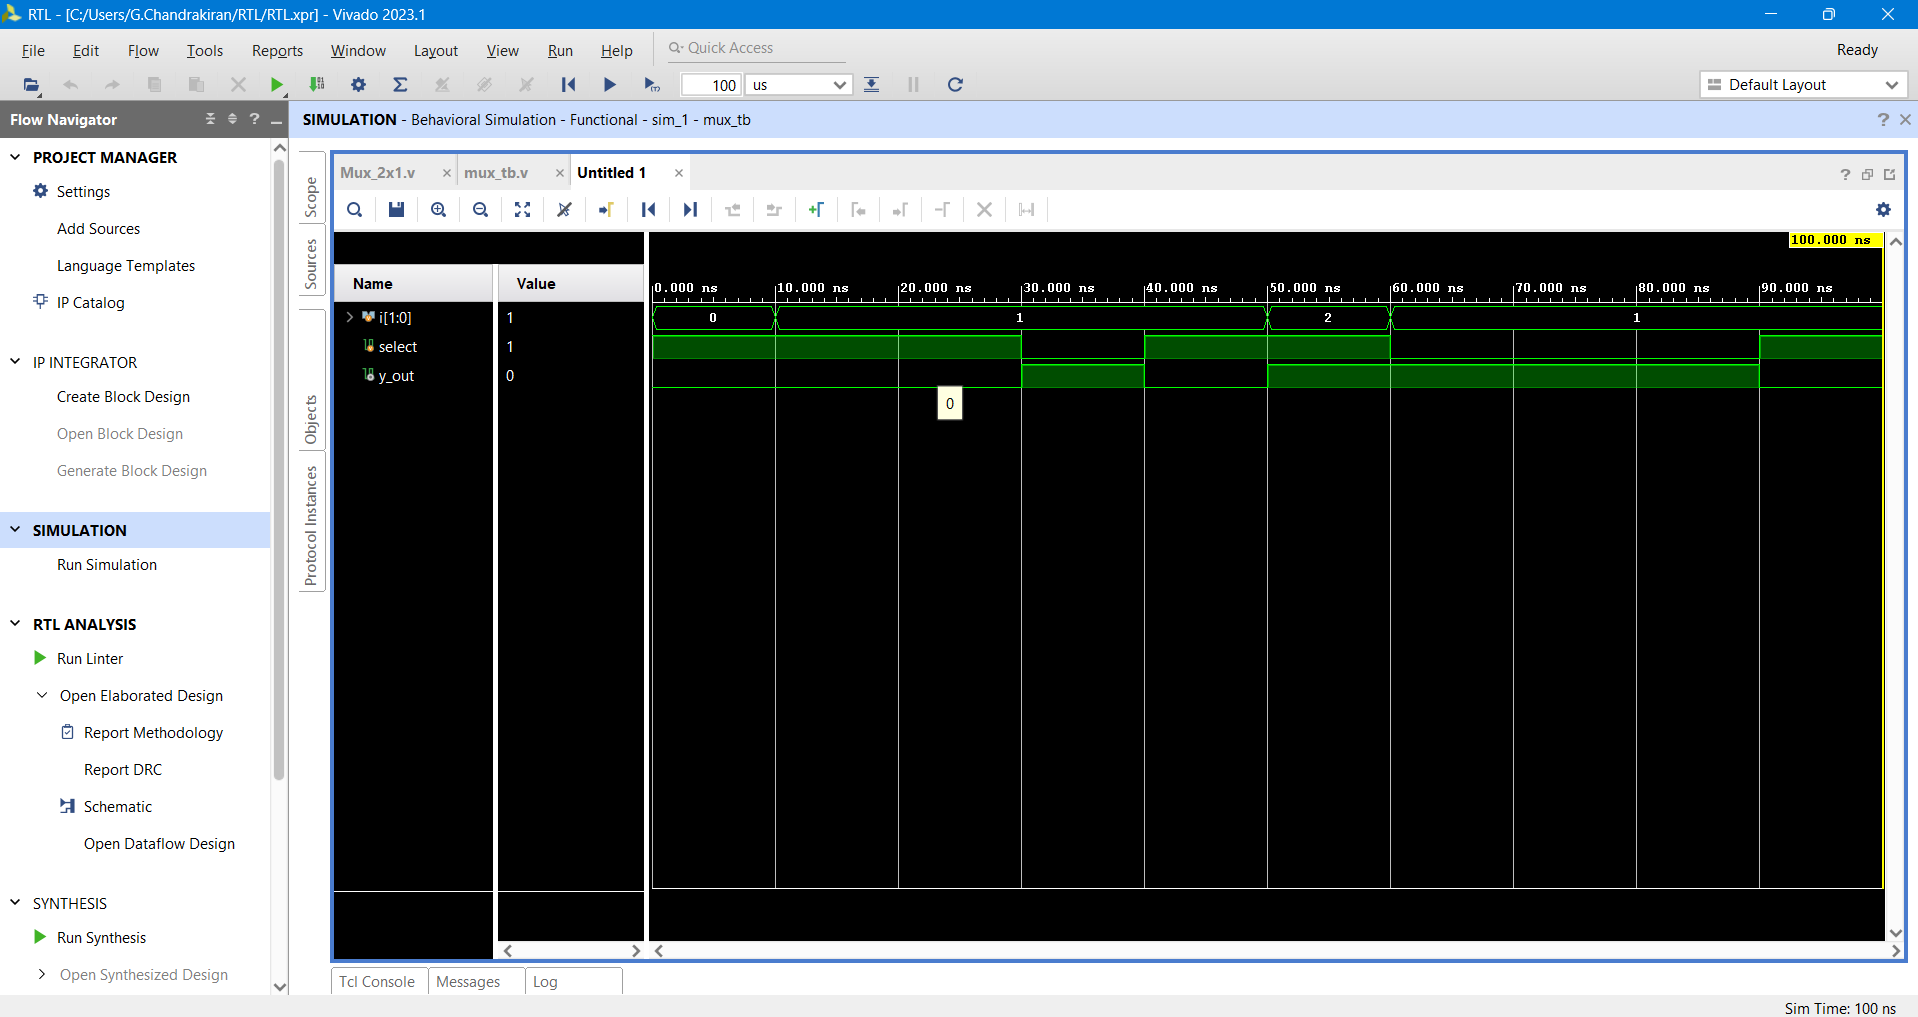 RTL - [C:/Users/G.Chandrakiran/RTL/RTL.xpr] - Vivado 2023.1
File Edit Flow Tools Reports Window Layout View Run Help Quick Access
Ready
100 us
Default Layout
Flow Navigator
SIMULATION - Behavioral Simulation - Functional - sim_1 - mux_tb
PROJECT MANAGER
Settings
Add Sources
Language Templates
IP Catalog
IP INTEGRATOR
Create Block Design
Open Block Design
Generate Block Design
SIMULATION
Run Simulation
RTL ANALYSIS
Run Linter
Open Elaborated Design
Report Methodology
Report DRC
Schematic
Open Dataflow Design
SYNTHESIS
Run Synthesis
Open Synthesized Design
Scope
Sources
Objects
Protocol Instances
Mux_2x1.v mux_tb.v Untitled 1
100.000 ns
Name Value
0.000 ns 10.000 ns 20.000 ns 30.000 ns 40.000 ns 50.000 ns 60.000 ns 70.000 ns 80.000 ns 90.000 ns
i[1:0] 1 0 1 2 1
select 1
y_out 0
0
Tcl Console Messages Log
Sim Time: 100 ns